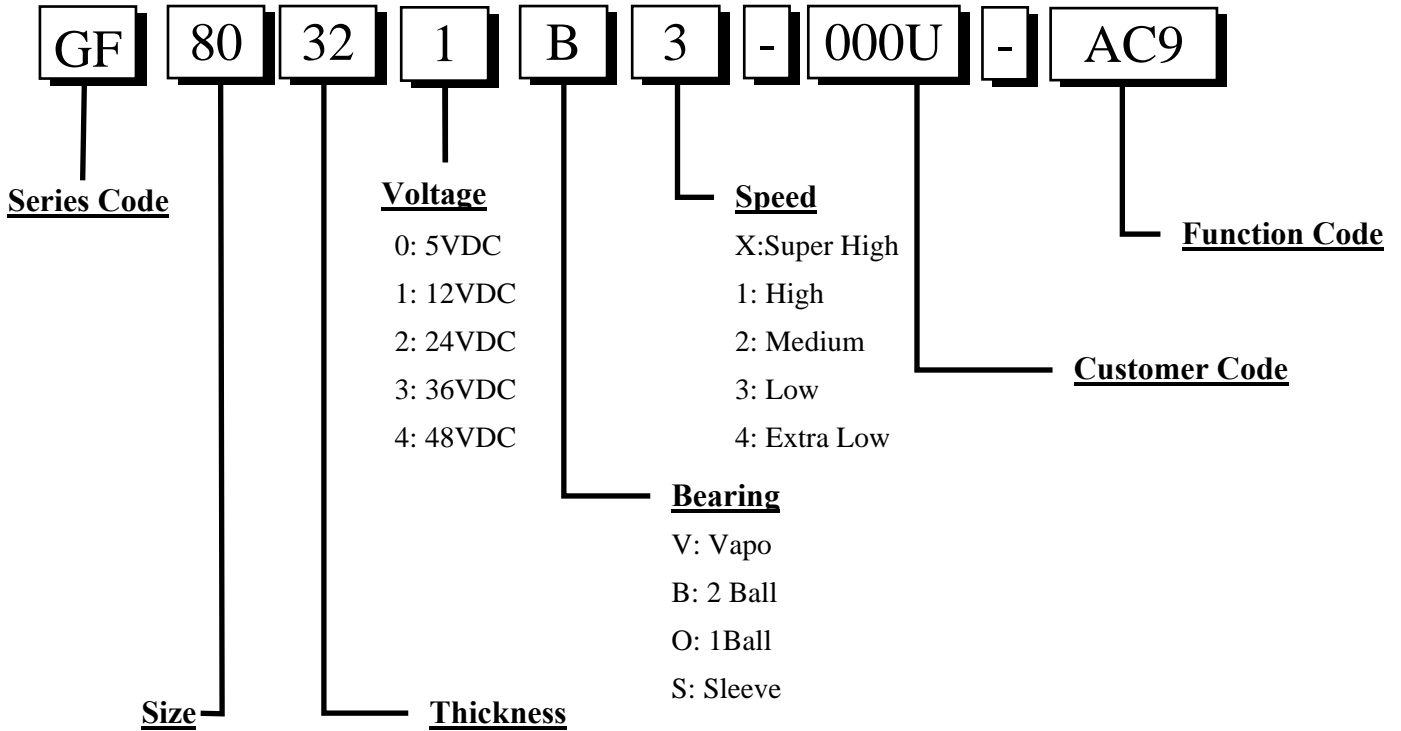 GF 80 32 1 B 3 - 000U - AC9
Series Code
Voltage
0: 5VDC
1: 12VDC
2: 24VDC
3: 36VDC
4: 48VDC
Speed
X:Super High
1: High
2: Medium
3: Low
4: Extra Low
Function Code
Customer Code
Bearing
V: Vapo
B: 2 Ball
O: 1Ball
S: Sleeve
Size
Thickness